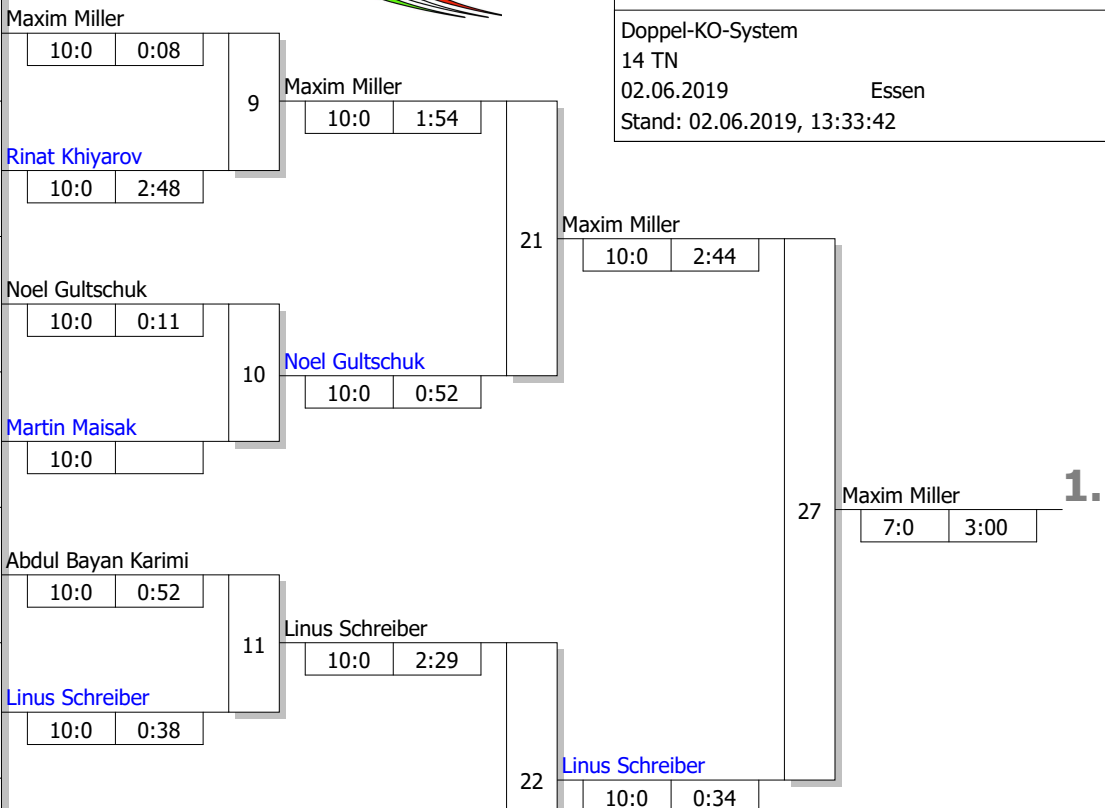 Maxim Miller
10:0 0:08
9
Rinat Khiyarov
10:0 2:48
Maxim Miller
10:0 1:54
Doppel-KO-System
14 TN
02.06.2019 Essen
Stand: 02.06.2019, 13:33:42
21
Maxim Miller
10:0 2:44
Noel Gultschuk
10:0 0:11
10
Noel Gultschuk
10:0 0:52
Martin Maisak
10:0
27
Maxim Miller 1.
7:0 3:00
Abdul Bayan Karimi
10:0 0:52
11
Linus Schreiber
10:0 2:29
Linus Schreiber
10:0 0:38
22
Linus Schreiber
10:0 0:34